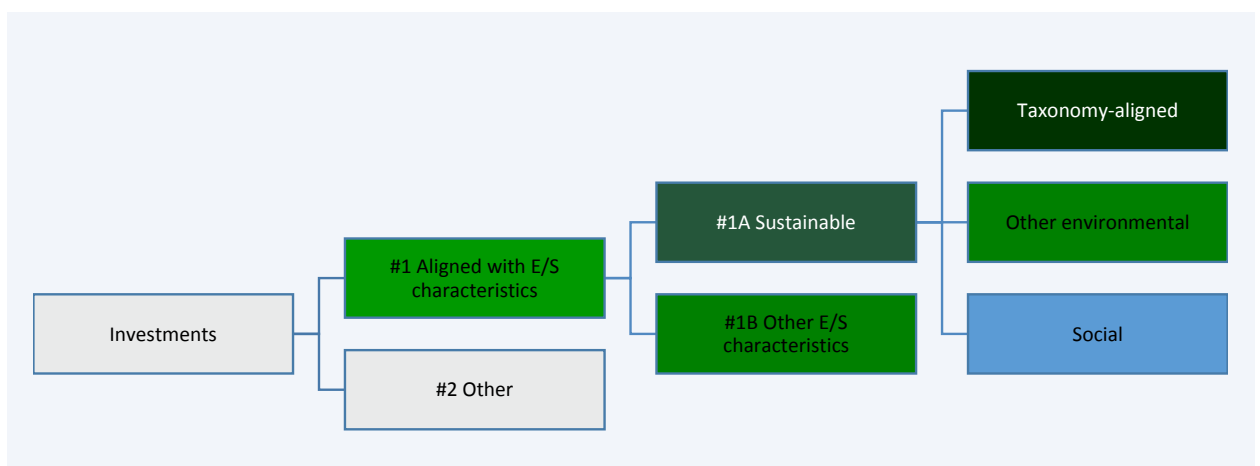 Investments
#1 Aligned with E/S
characteristics
#2 Other
#1A Sustainable
#1B Other E/S
characteristics
Taxonomy-aligned
Other environmental
Social